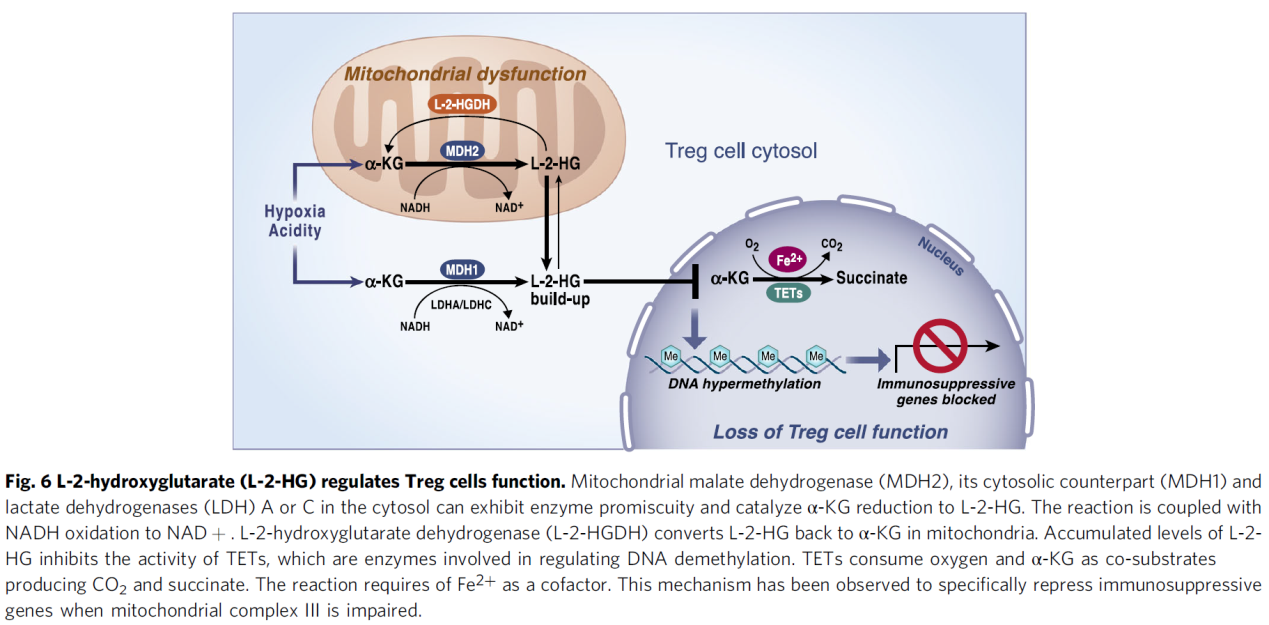 Mitochondrial dysfunction
L-2-HGDH
α-KG
MDH2
L-2-HG
NADH
NAD+
Treg cell cytosol
Hypoxia
Acidity
α-KG
MDH1
L-2-HG
build-up
LDHA/LDHC
NADH
NAD+
Nucleus
O2
Fe2+
CO2
α-KG
Succinate
TETs
Me
Me
Me
Me
DNA hypermethylation
Immunosuppressive
genes blocked
Loss of Treg cell function
Fig. 6 L-2-hydroxyglutarate (L-2-HG) regulates Treg cells function. Mitochondrial malate dehydrogenase (MDH2), its cytosolic counterpart (MDH1) and
lactate dehydrogenases (LDH) A or C in the cytosol can exhibit enzyme promiscuity and catalyze α-KG reduction to L-2-HG. The reaction is coupled with
NADH oxidation to NAD + . L-2-hydroxyglutarate dehydrogenase (L-2-HGDH) converts L-2-HG back to α-KG in mitochondria. Accumulated levels of L-2-
HG inhibits the activity of TETs, which are enzymes involved in regulating DNA demethylation. TETs consume oxygen and α-KG as co-substrates
producing CO2 and succinate. The reaction requires of Fe2+ as a cofactor. This mechanism has been observed to specifically repress immunosuppressive
genes when mitochondrial complex III is impaired.